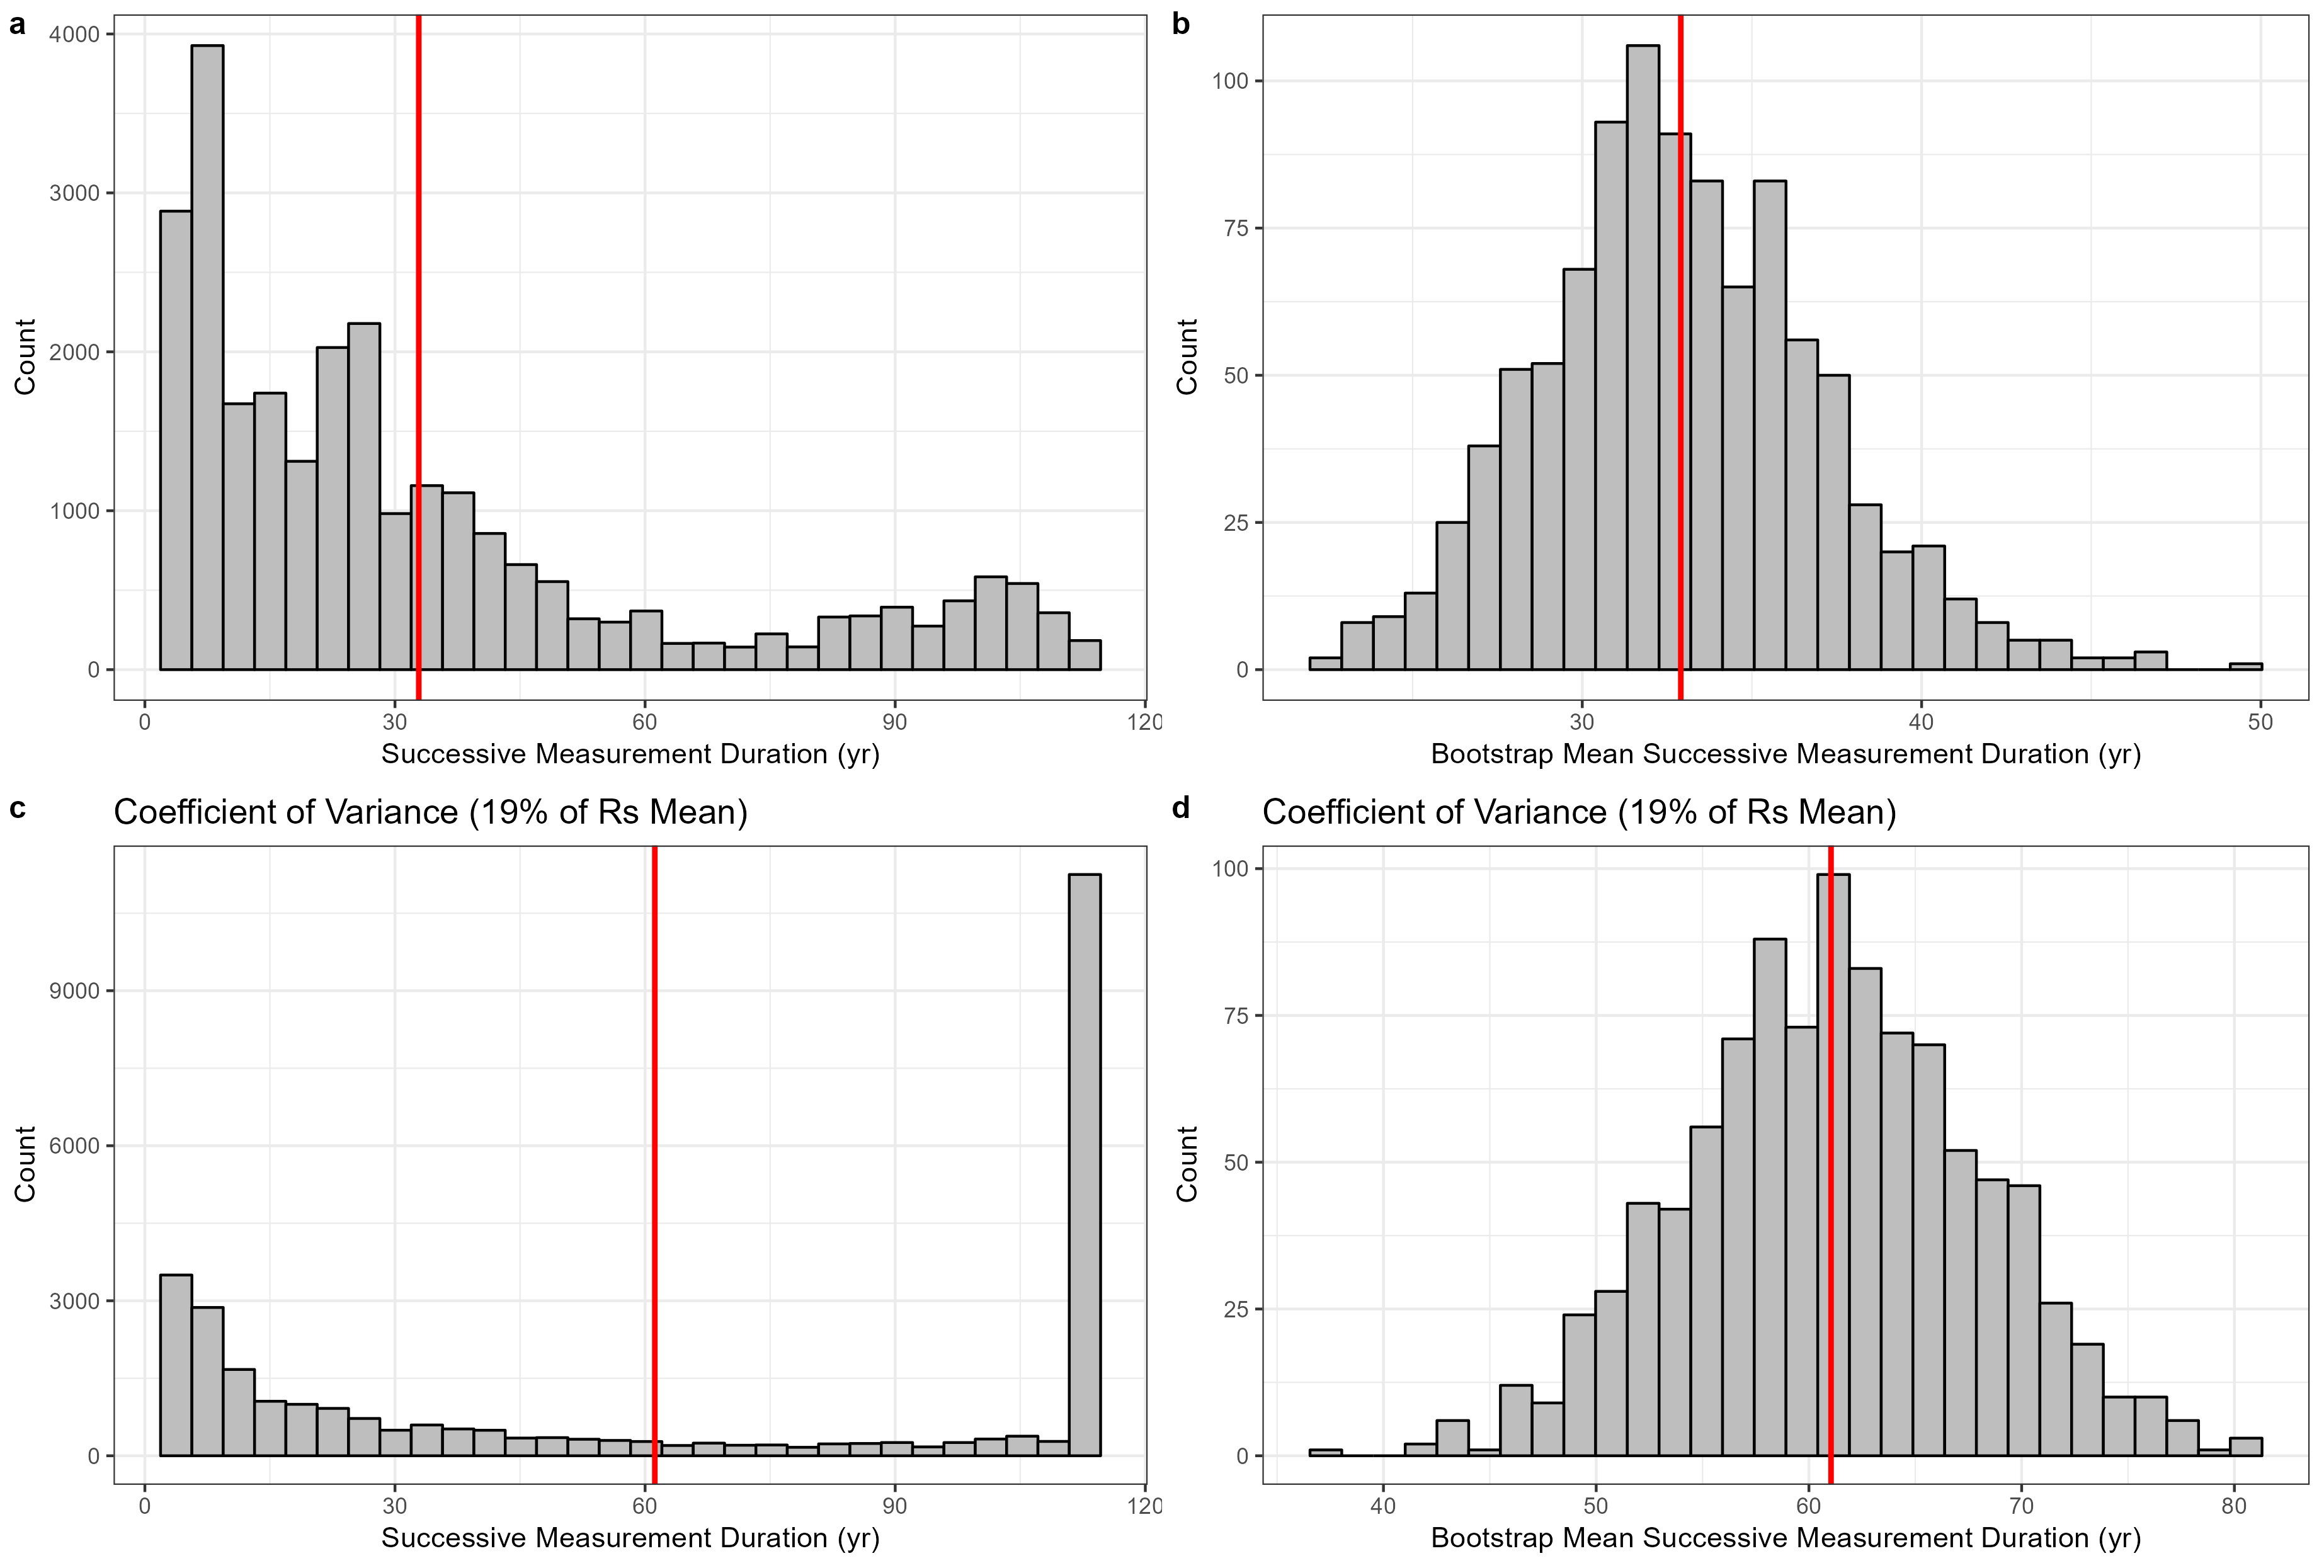 a
4000
3000
2000
1000
0
Count
0 30 60 90 120
Successive Measurement Duration (yr)
b
100
75
50
25
0
Count
30 40 50
Bootstrap Mean Successive Measurement Duration (yr)
c
Coefficient of Variance (19% of Rs Mean)
9000
6000
3000
0
Count
0 30 60 90 120
Successive Measurement Duration (yr)
d
Coefficient of Variance (19% of Rs Mean)
100
75
50
25
0
Count
40 50 60 70 80
Bootstrap Mean Successive Measurement Duration (yr)